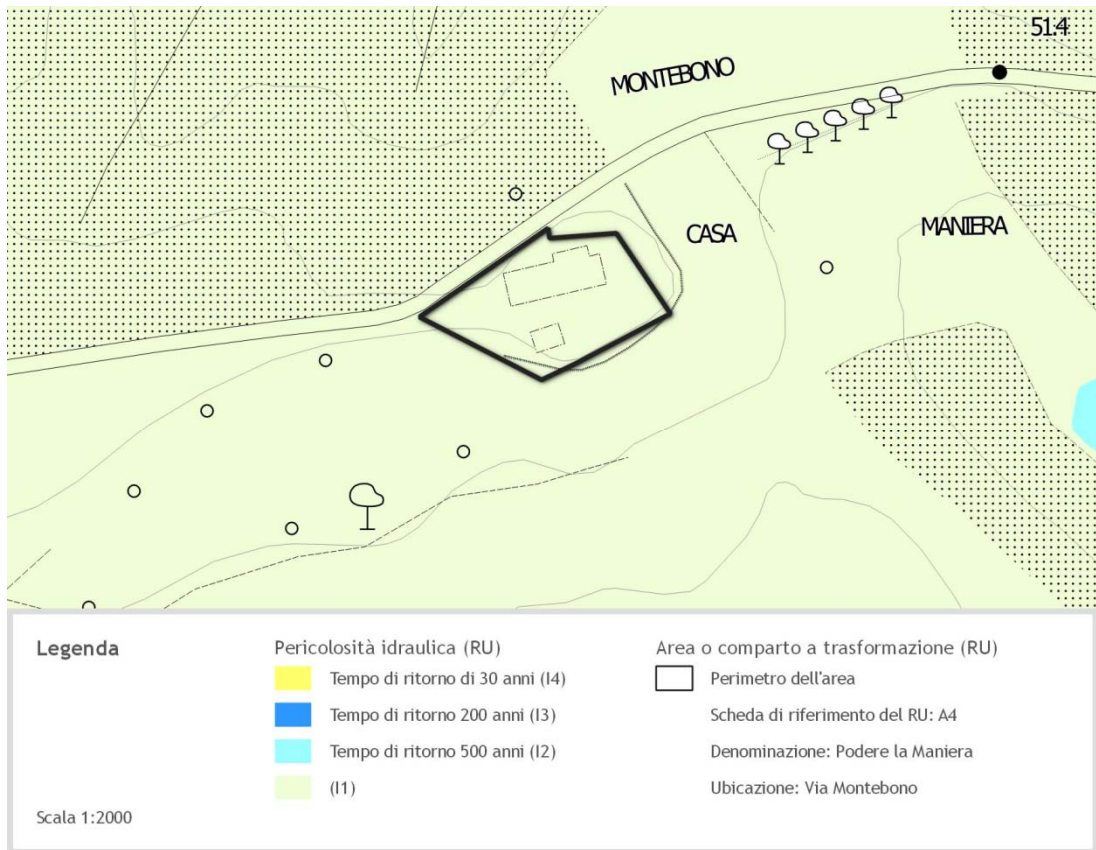 51.4
MONTEBONO
CASA
MANIERA
Legenda
Pericolosità idraulica (RU)
Tempo di ritorno di 30 anni (I4)
Tempo di ritorno 200 anni (I3)
Tempo di ritorno 500 anni (I2)
(I1)
Area o comparto a trasformazione (RU)
Perimetro dell'area
Scheda di riferimento del RU: A4
Denominazione: Podere la Maniera
Ubicazione: Via Montebono
Scala 1:2000